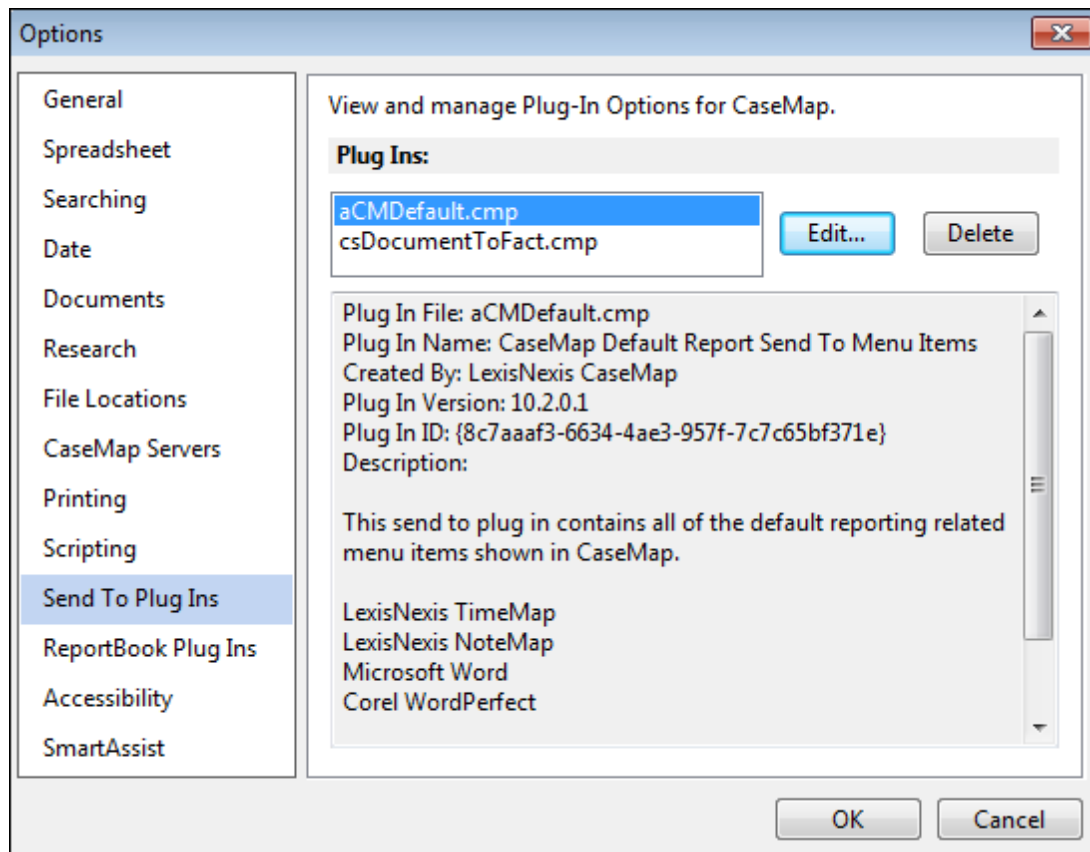 Options
General
Spreadsheet
Searching
Date
Documents
Research
File Locations
CaseMap Servers
Printing
Scripting
Send To Plug Ins
ReportBook Plug Ins
Accessibility
SmartAssist
View and manage Plug-In Options for CaseMap.
Plug Ins:
aCMDefault.cmp
csDocumentToFact.cmp
Edit...
Delete
Plug In File: aCMDefault.cmp
Plug In Name: CaseMap Default Report Send To Menu Items
Created By: LexisNexis CaseMap
Plug In Version: 10.2.0.1
Plug In ID: {8c7aaaf3-6634-4ae3-957f-7c7c65bf371e}
Description:
This send to plug in contains all of the default reporting related
menu items shown in CaseMap.
LexisNexis TimeMap
LexisNexis NoteMap
Microsoft Word
Corel WordPerfect
OK
Cancel